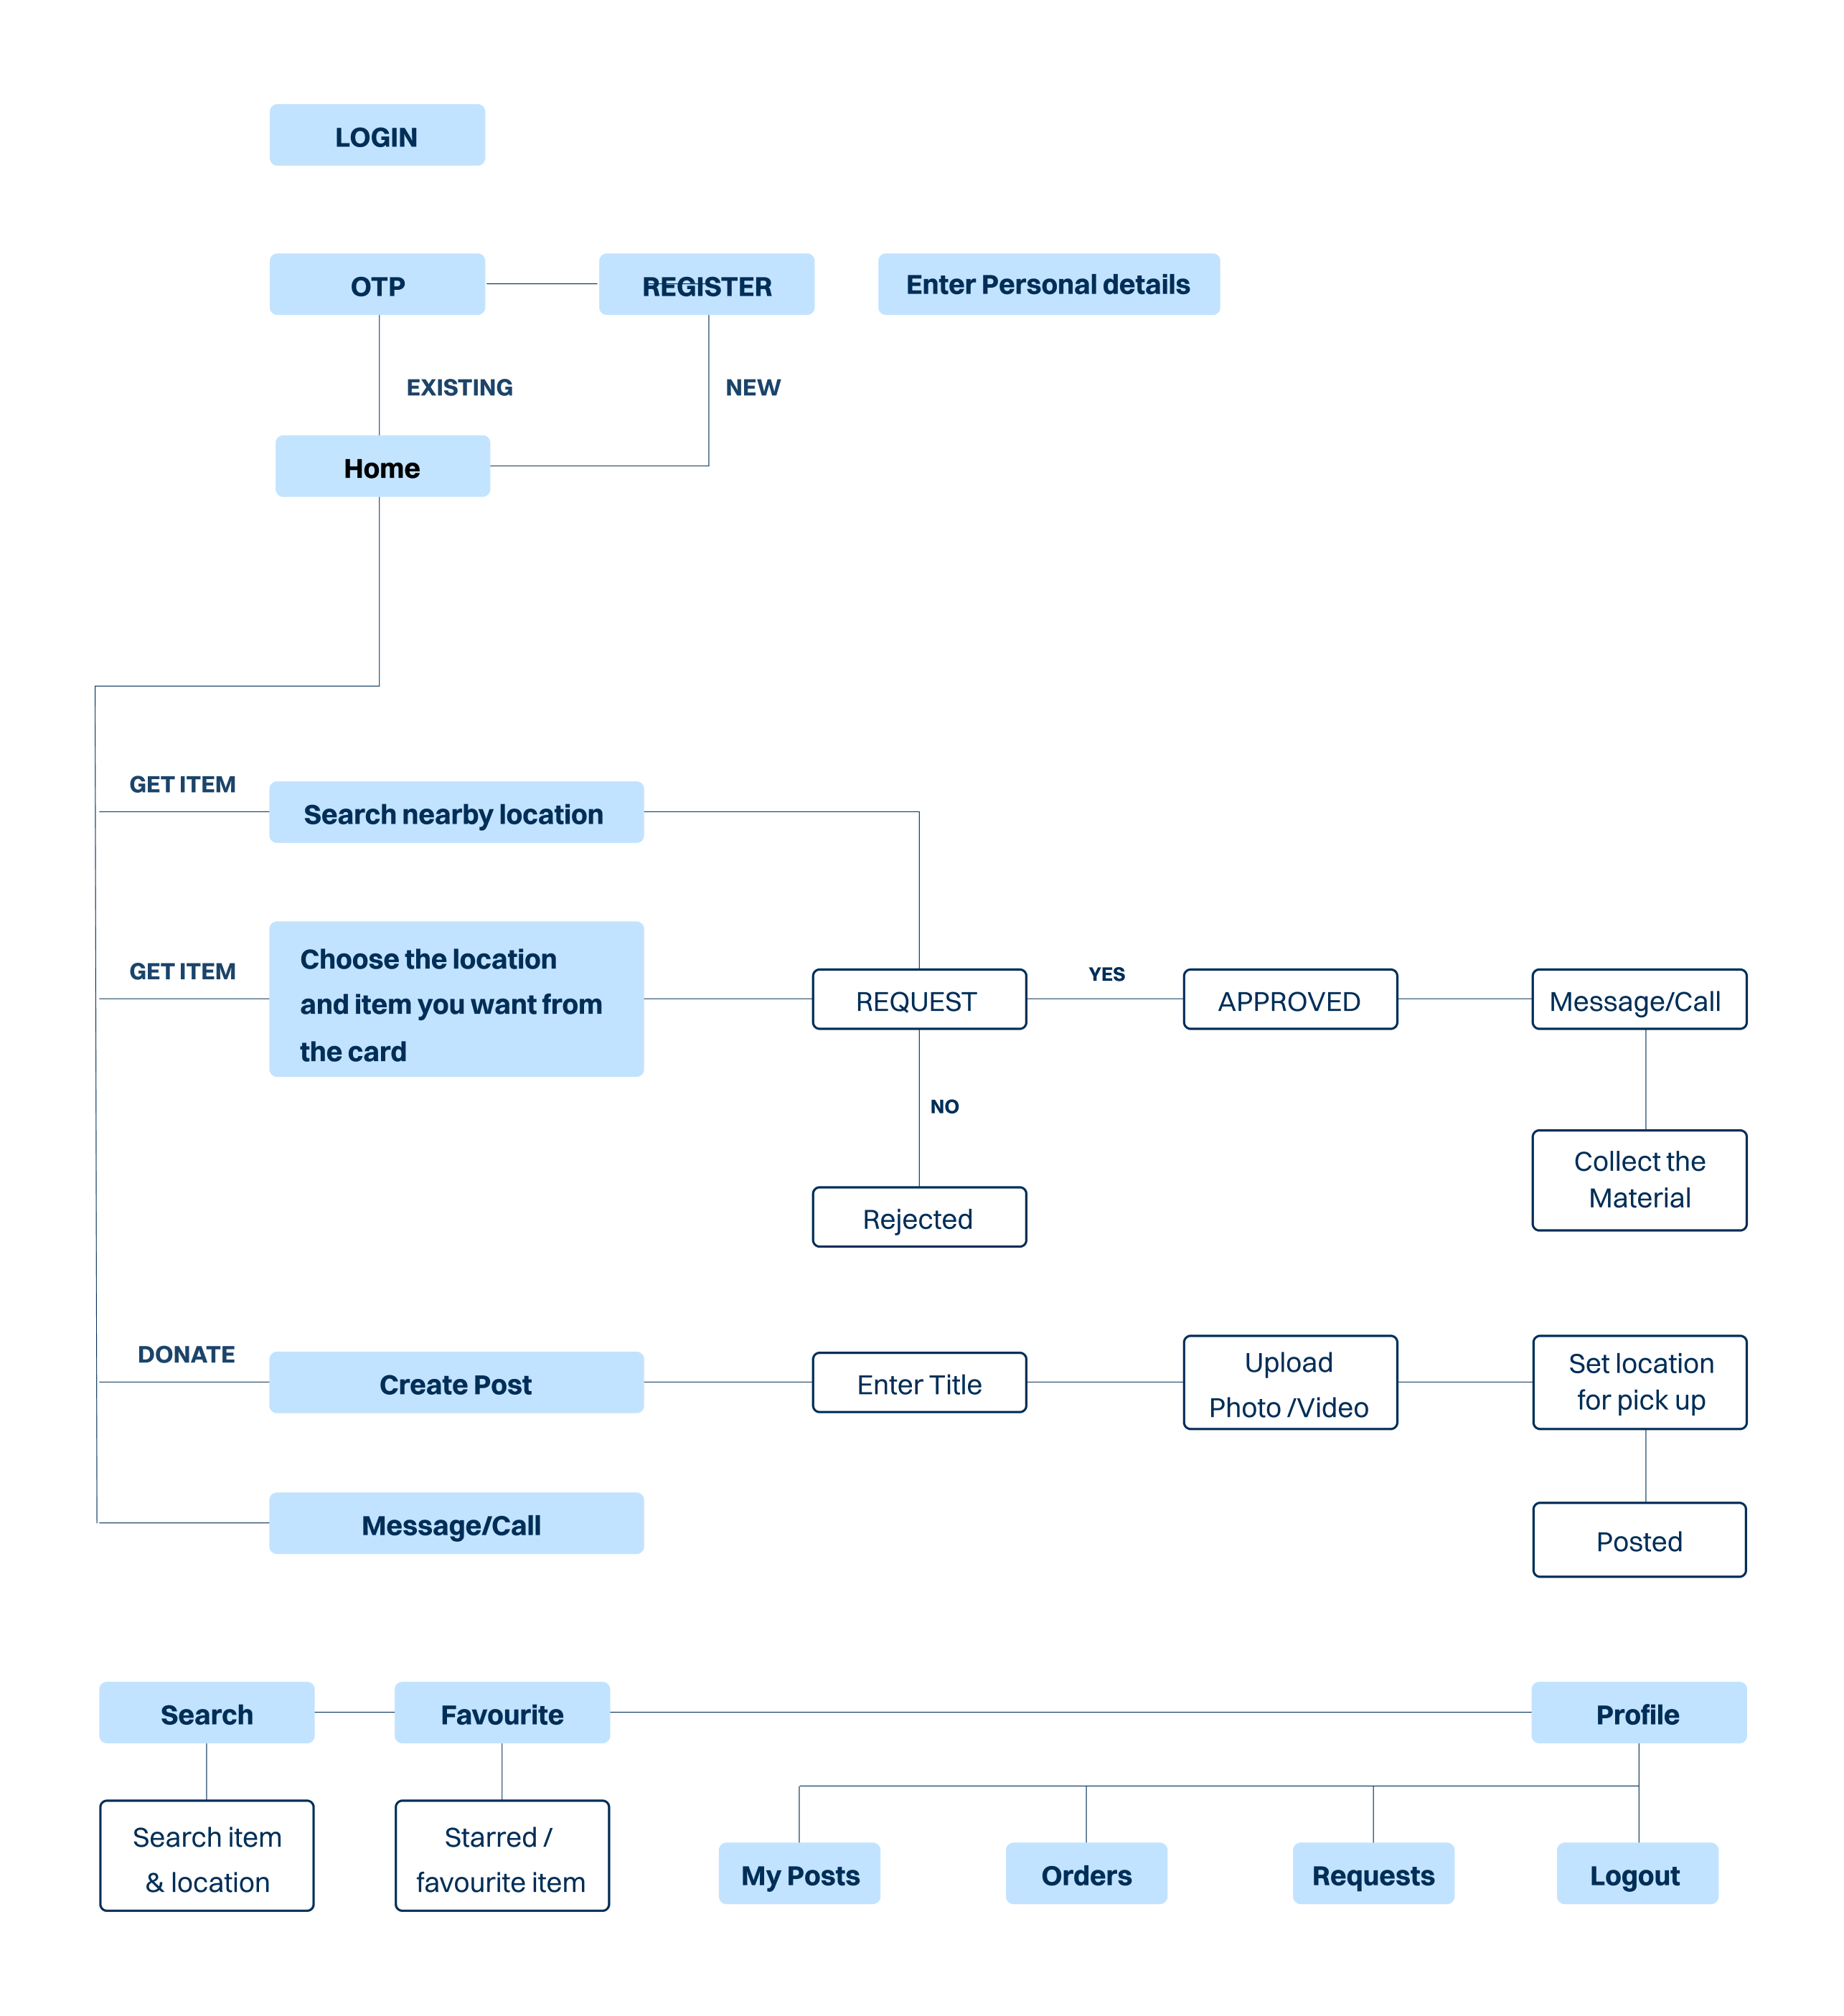 LOGIN
OTP
REGISTER
Enter Personal details
EXISTING
NEW
Home
GET ITEM
Search nearby location
GET ITEM
Choose the location
and item you want from
the card
REQUEST
YES
APPROVED
Message/Call
NO
Collect the
Material
Rejected
DONATE
Create Post
Enter Title
Upload
Photo /Video
Set location
for pick up
Message/Call
Posted
Search
Favourite
Profile
Search item
& location
Starred /
favourite item
My Posts
Orders
Requests
Logout